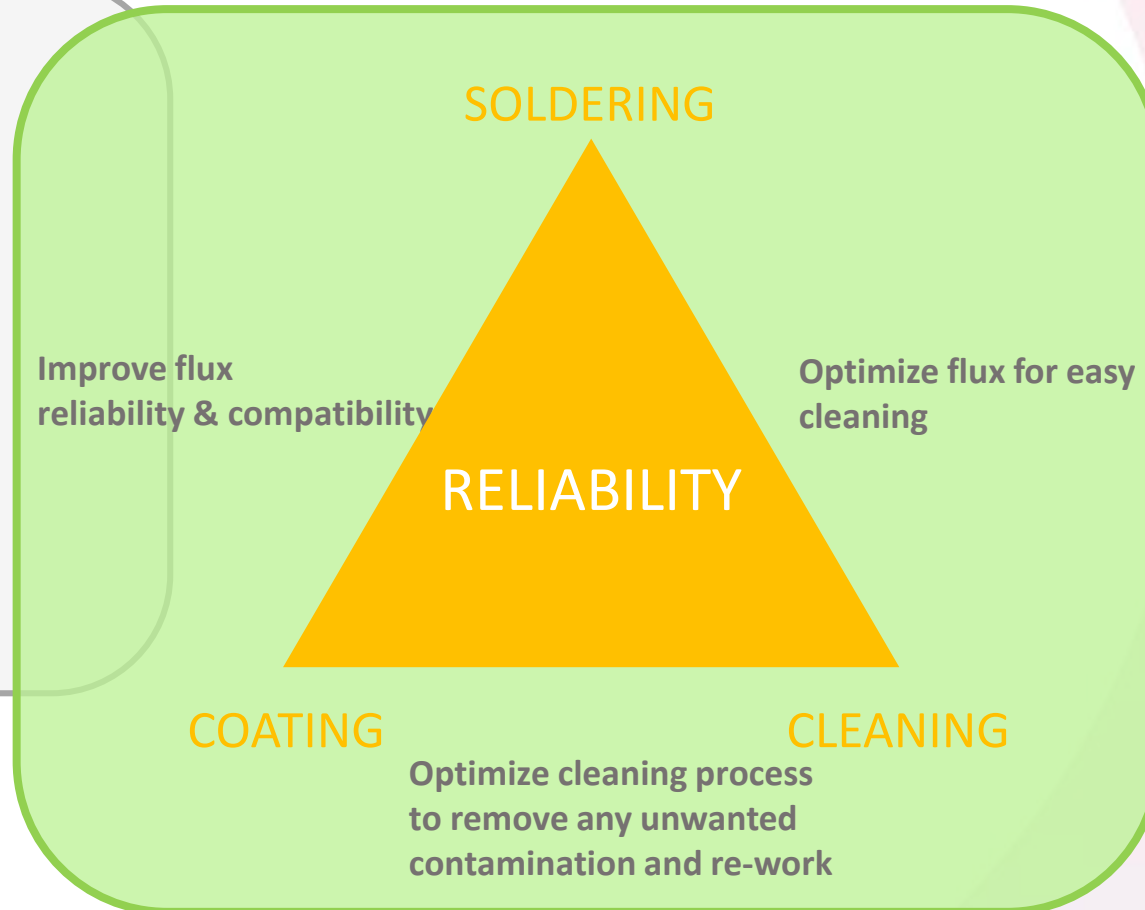 SOLDERING
Improve flux
reliability & compatibility
Optimize flux for easy
cleaning
RELIABILITY
COATING
CLEANING
Optimize cleaning process
to remove any unwanted
contamination and re-work